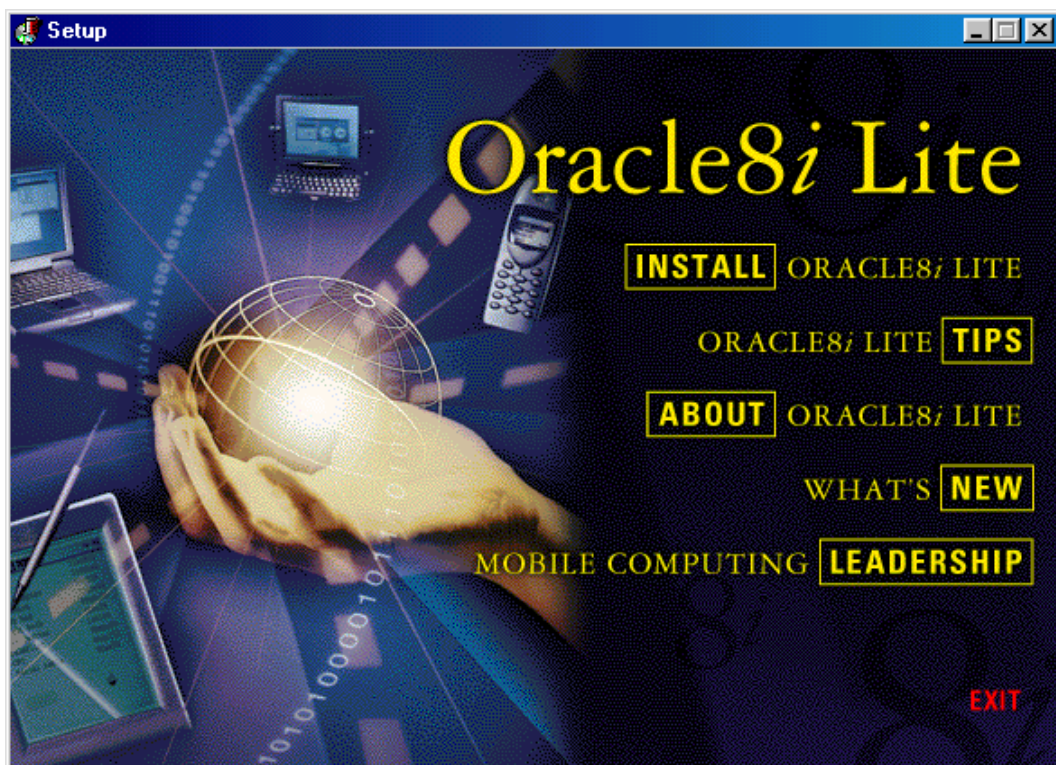 Setup
Oracle8i Lite
INSTALL ORACLE8i LITE
ORACLE8i LITE TIPS
ABOUT ORACLE8i LITE
WHAT'S NEW
MOBILE COMPUTING LEADERSHIP
EXIT